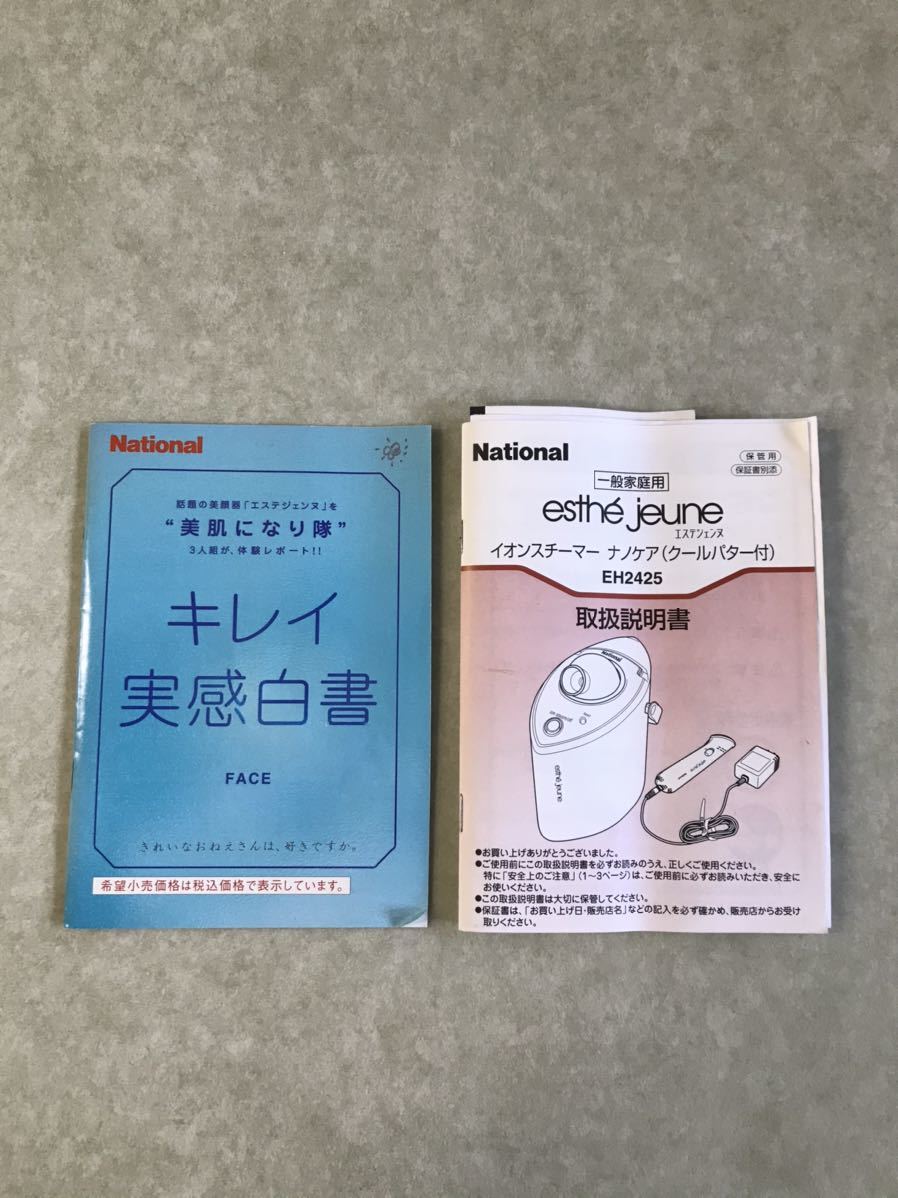 National
話題の美顔器「エステジェンヌ」を
“美肌になり隊”
3人組が、体験レポート!!
キレイ
実感白書
FACE
きれいなおねえさんは、好きですか。
希望小売価格は税込価格で表示しています。
National
保管用
保証書別添
一般家庭用
esthé jeune
エステジェンヌ
イオンスチーマー ナノケア(クールパター付)
EH2425
取扱説明書
National
esthé jeune
●お買い上げありがとうございました。
●ご使用前にこの取扱説明書を必ずお読みのうえ、正しくご使用ください。
特に「安全上のご注意」(1〜3ページ)は、ご使用前に必ずお読みいただき、安全に
お使いください。
●この取扱説明書は大切に保管してください。
●保証書は、「お買い上げ日・販売店名」などの記入を必ず確かめ、販売店からお受け
取りください。